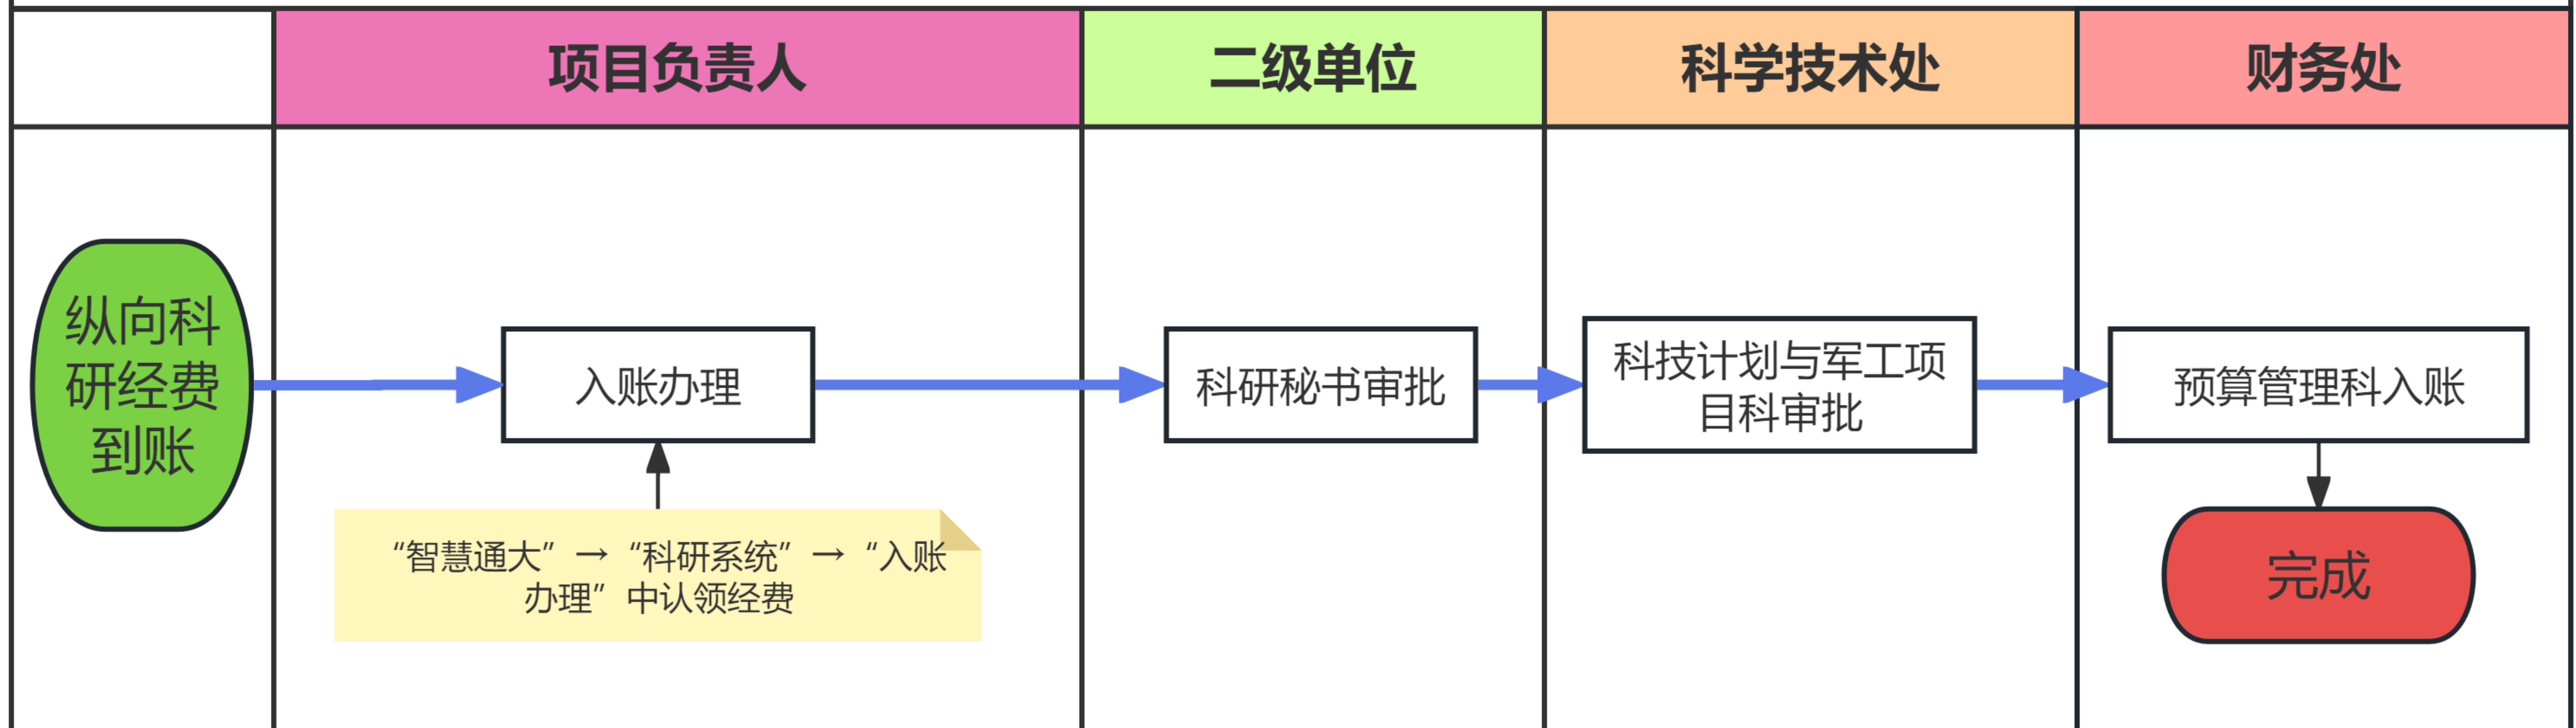 项目负责人
二级单位
科学技术处
财务处
纵向科
研经费
到账
入账办理
“智慧通大”→“科研系统”→“入账
办理”中认领经费
科研秘书审批
科技计划与军工项
目科审批
预算管理科入账
完成